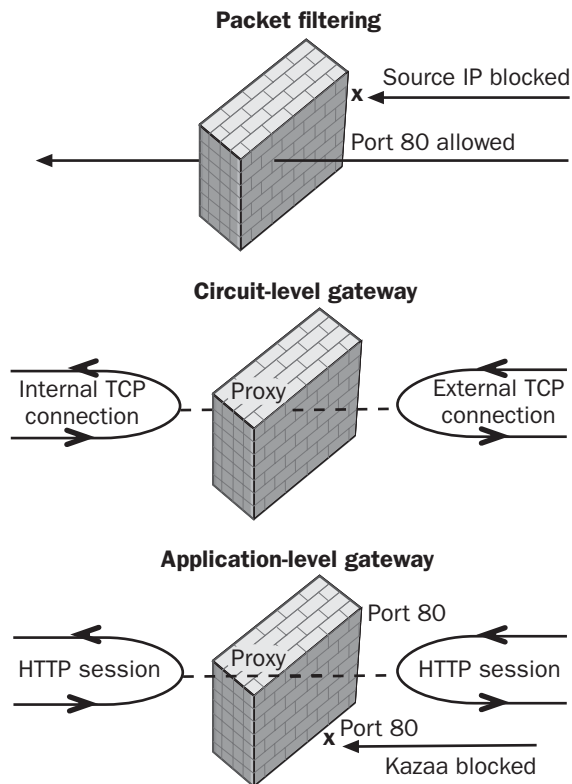 Packet filtering
x
Source IP blocked
Port 80 allowed
Circuit-level gateway
Internal TCP
connection
Proxy
External TCP
connection
Application-level gateway
Port 80
HTTP session
Proxy
HTTP session
x
Port 80
Kazaa blocked